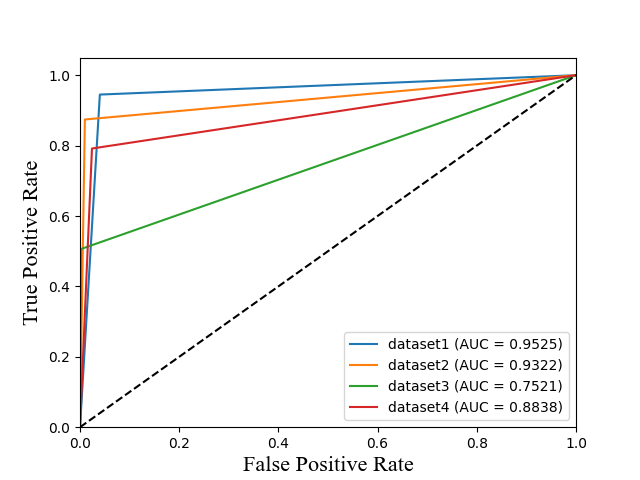 1.0
0.8
0.6
0.4
0.2
0.0
True Positive Rate
dataset1 (AUC = 0.9525)
dataset2 (AUC = 0.9322)
dataset3 (AUC = 0.7521)
dataset4 (AUC = 0.8838)
0.0 0.2 0.4 0.6 0.8 1.0
False Positive Rate